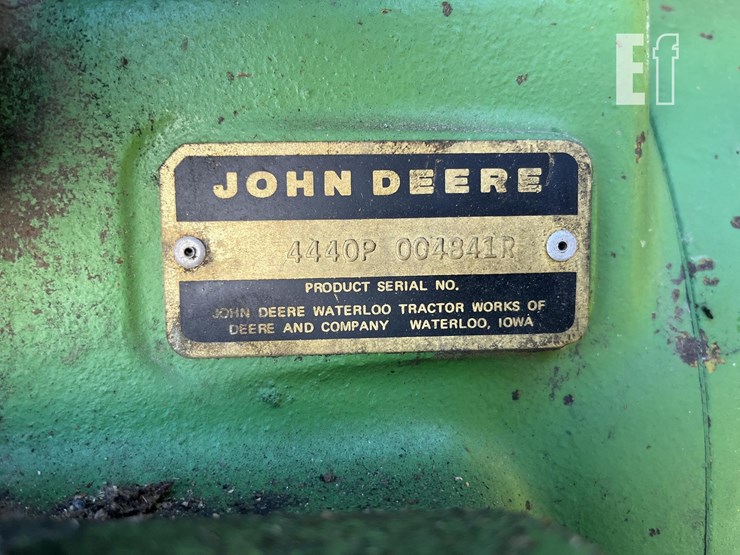 Ef
JOHN DEERE
4440P 004841R
PRODUCT SERIAL NO.
JOHN DEERE WATERLOO TRACTOR WORKS OF
DEERE AND COMPANY WATERLOO, IOWA